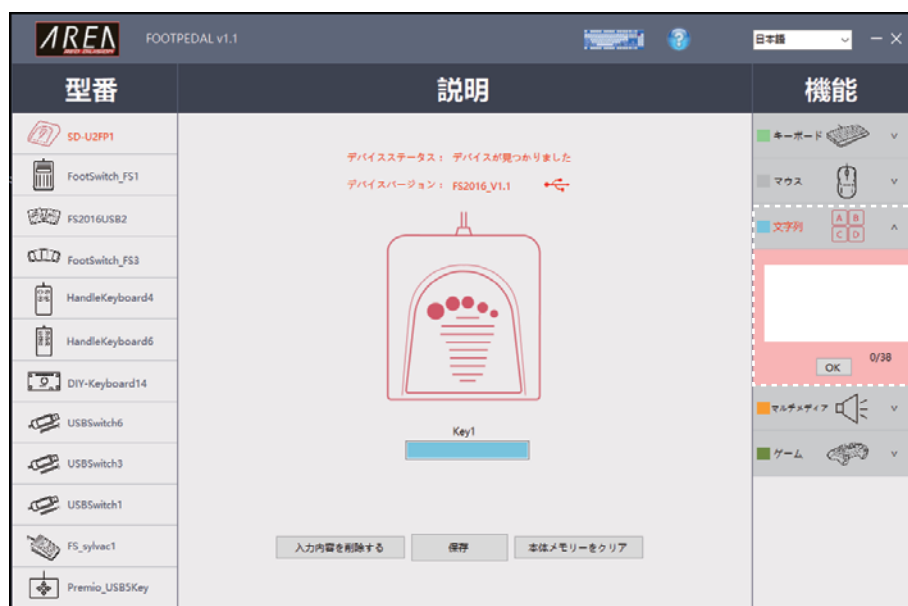 AREA
FOOTPEDAL v1.1
?
日本語
型番
説明
機能
SD-U2FP1
FootSwitch_FS1
FS2016USB2
FootSwitch_FS3
HandleKeyboard4
HandleKeyboard6
DIY-Keyboard14
USBSwitch6
USBSwitch3
USBSwitch1
FS_sylvac1
Premio_USB5Key
デバイスステータス： デバイスが見つかりました
デバイスバージョン： FS2016_V1.1
Key1
入力内容を削除する
保存
本体メモリーをクリア
キーボード
マウス
文字列
A B
C D
OK
0/38
マルチメディア
ゲーム